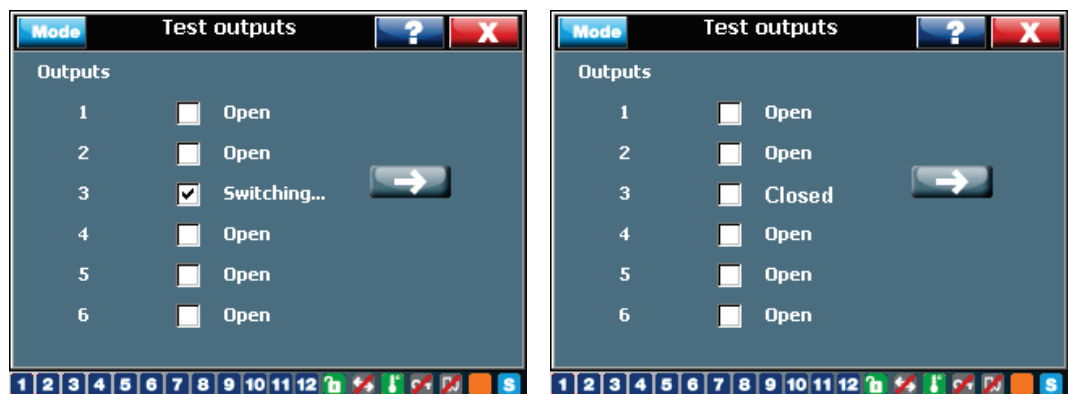 Mode Test outputs ? X
Outputs
1 Open
2 Open
3 Switching...
4 Open
5 Open
6 Open
1 2 3 4 5 6 7 8 9 10 11 12 S
Mode Test outputs ? X
Outputs
1 Open
2 Open
3 Closed
4 Open
5 Open
6 Open
1 2 3 4 5 6 7 8 9 10 11 12 S